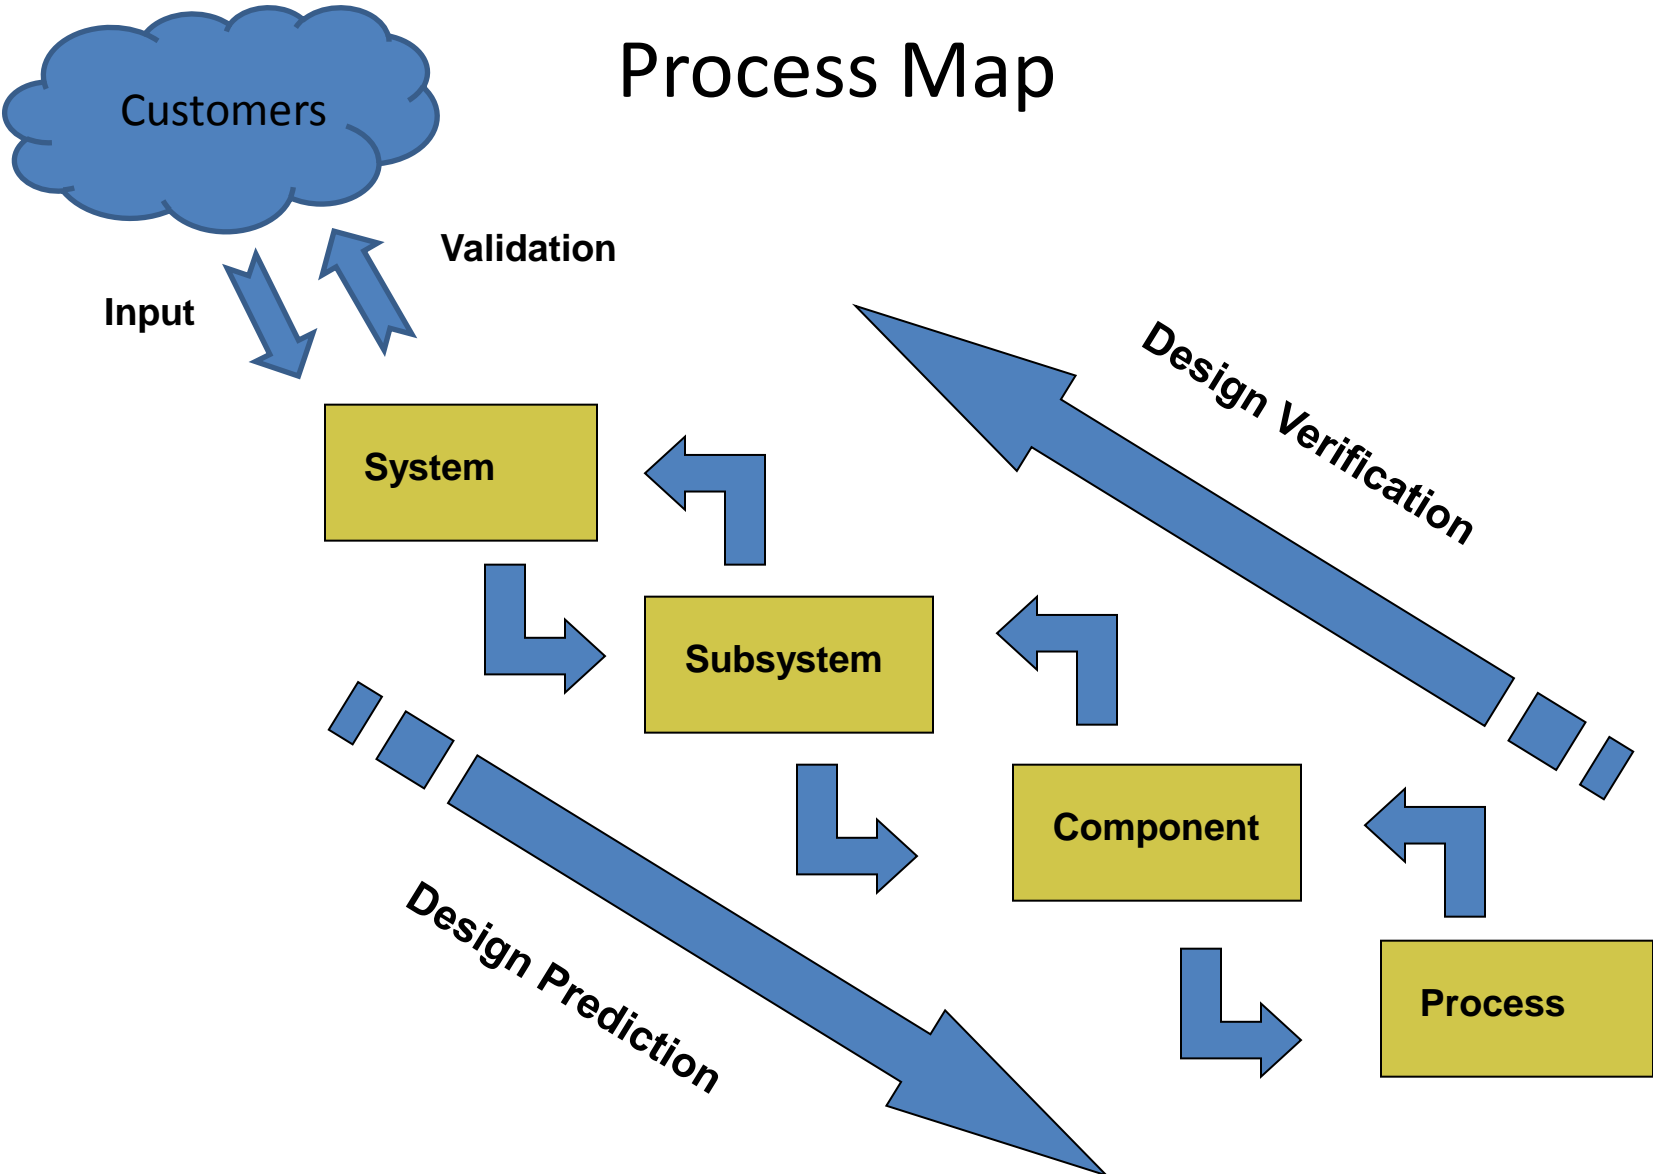 Process Map
Customers
Validation
Input
Design Verification
System
Subsystem
Component
Design Prediction
Process